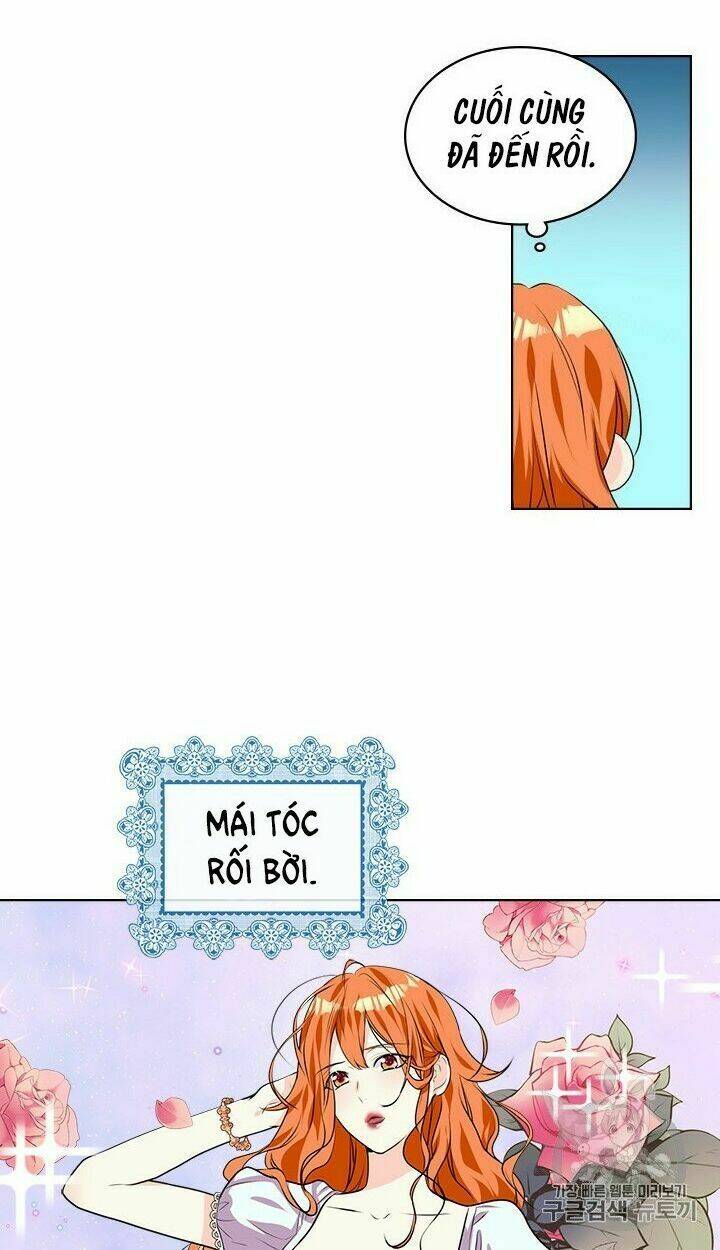 CUỐI CÙNG
ĐÃ ĐẾN RỒI.
MÁI TÓC
RỐI BỜI.
가장 빠른 웹툰 미리보기
구글검색 뉴토끼